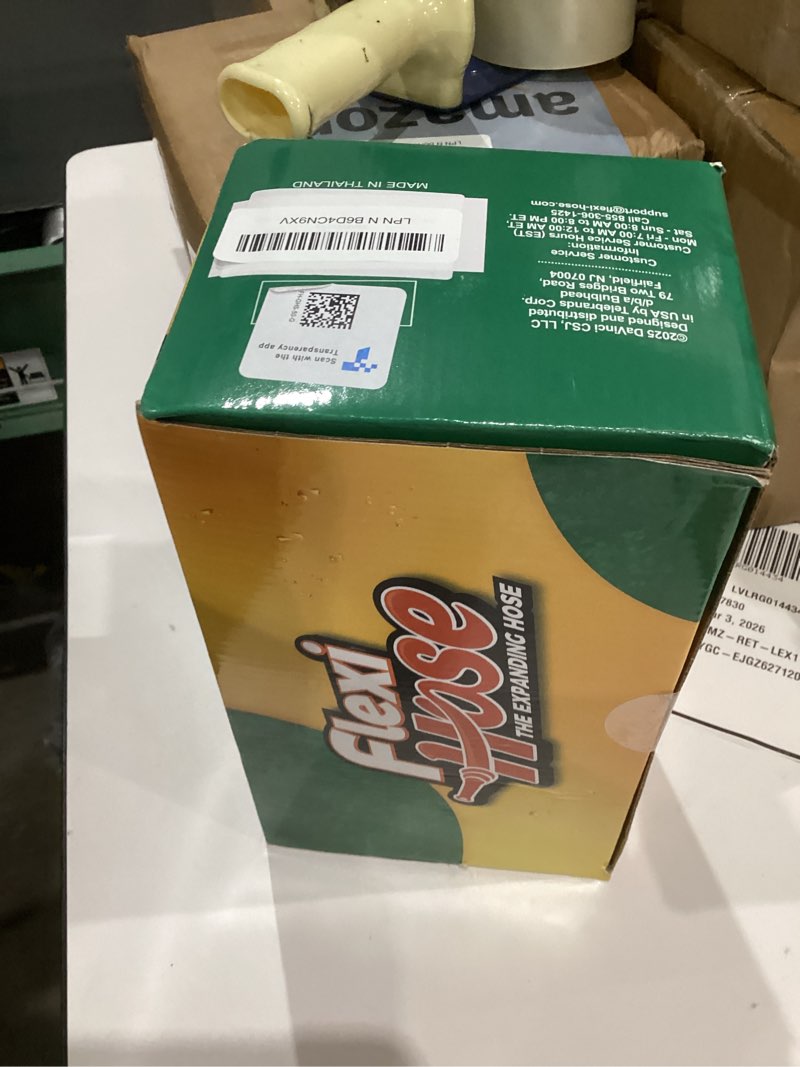 amazon
MADE IN THAILAND
LPN N B6D4CN9XV
Scan with the
Transparency app
©2025 DaVinci CSJ, LLC
Designed and distributed
in USA by Telebrands Corp.
d/b/a Bulbhead
79 Two Bridges Road,
Fairfield, NJ 07004
Customer Service
Information:
Customer Service Hours (EST)
Mon - Fri 7:00 AM to 12:00 AM ET,
Sat - Sun 8:00 AM to 8:00 PM ET.
Call 855-306-1425
support@flexi-hose.com
Flexi
Hose
THE EXPANDING HOSE
7830
3, 2026